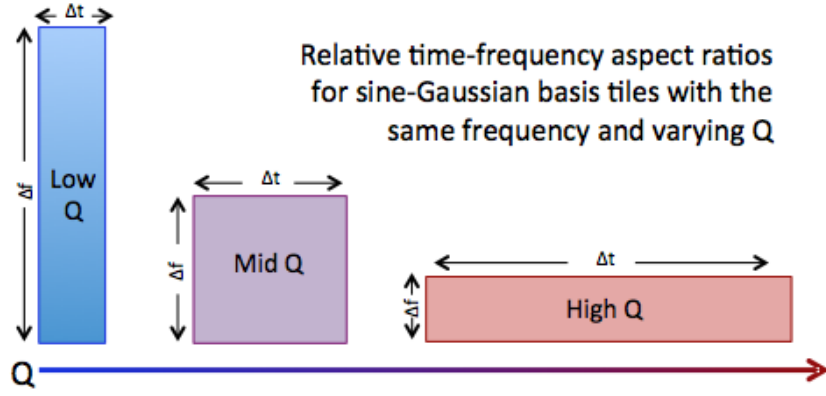 Δt
Relative time-frequency aspect ratios
for sine-Gaussian basis tiles with the
same frequency and varying Q
Δf
Low
Q
Δt
Δf
Mid Q
Δt
Δf
High Q
Q